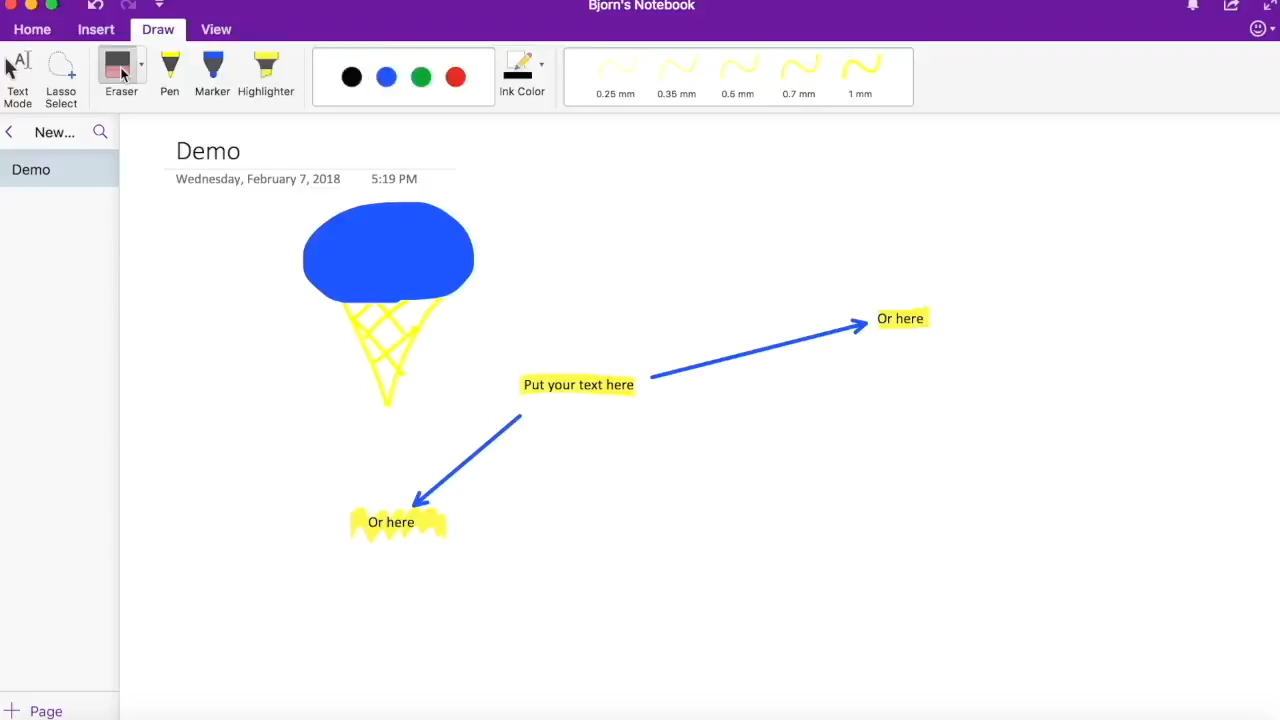 Bjorn's Notebook
Home Insert Draw View
Text Mode
Lasso Select
Eraser
Pen
Marker
Highlighter
Ink Color
0.25 mm 0.35 mm 0.5 mm 0.7 mm 1 mm
New...
Demo
Demo
Wednesday, February 7, 2018 5:19 PM
Or here
Put your text here
Or here
Page